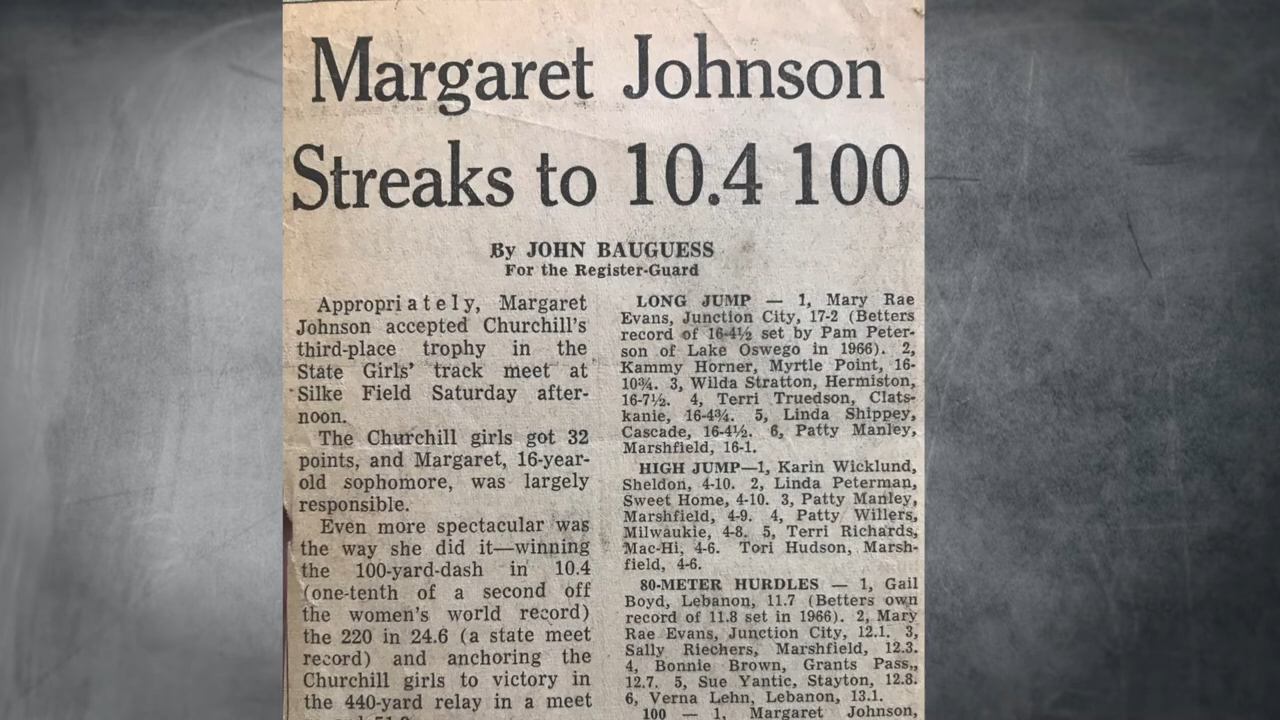 Margaret Johnson
Streaks to 10.4 100
By JOHN BAUGUESS
For the Register-Guard
Appropriately, Margaret
Johnson accepted Churchill's
third-place trophy in the
State Girls' track meet at
Silke Field Saturday after-
noon.
The Churchill girls got 32
points, and Margaret, 16-year-
old sophomore, was largely
responsible.
Even more spectacular was
the way she did it—winning
the 100-yard-dash in 10.4
(one-tenth of a second off
the women's world record)
the 220 in 24.6 (a state meet
record) and anchoring the
Churchill girls to victory in
the 440-yard relay in a meet
LONG JUMP — 1, Mary Rae
Evans, Junction City, 17-2 (Betters
record of 16-4½ set by Pam Peter-
son of Lake Oswego in 1966). 2,
Kammy Horner, Myrtle Point, 16-
10¾. 3, Wilda Stratton, Hermiston,
16-7½. 4, Terri Truedson, Clats-
kanie, 16-4¾. 5, Linda Shippey,
Cascade, 16-4½. 6, Patty Manley,
Marshfield, 16-1.
HIGH JUMP—1, Karin Wicklund,
Sheldon, 4-10. 2, Linda Peterman,
Sweet Home, 4-10. 3, Patty Manley,
Marshfield, 4-9. 4, Patty Willers,
Milwaukie, 4-8. 5, Terri Richards,
Mac-Hi, 4-6. Tori Hudson, Marsh-
field, 4-6.
80-METER HURDLES — 1, Gail
Boyd, Lebanon, 11.7 (Betters own
record of 11.8 set in 1966). 2, Mary
Rae Evans, Junction City, 12.1. 3,
Sally Riechers, Marshfield, 12.3.
4, Bonnie Brown, Grants Pass,
12.7. 5, Sue Yantic, Stayton, 12.8.
6, Verna Lehn, Lebanon, 13.1.
100 — 1, Margaret Johnson,